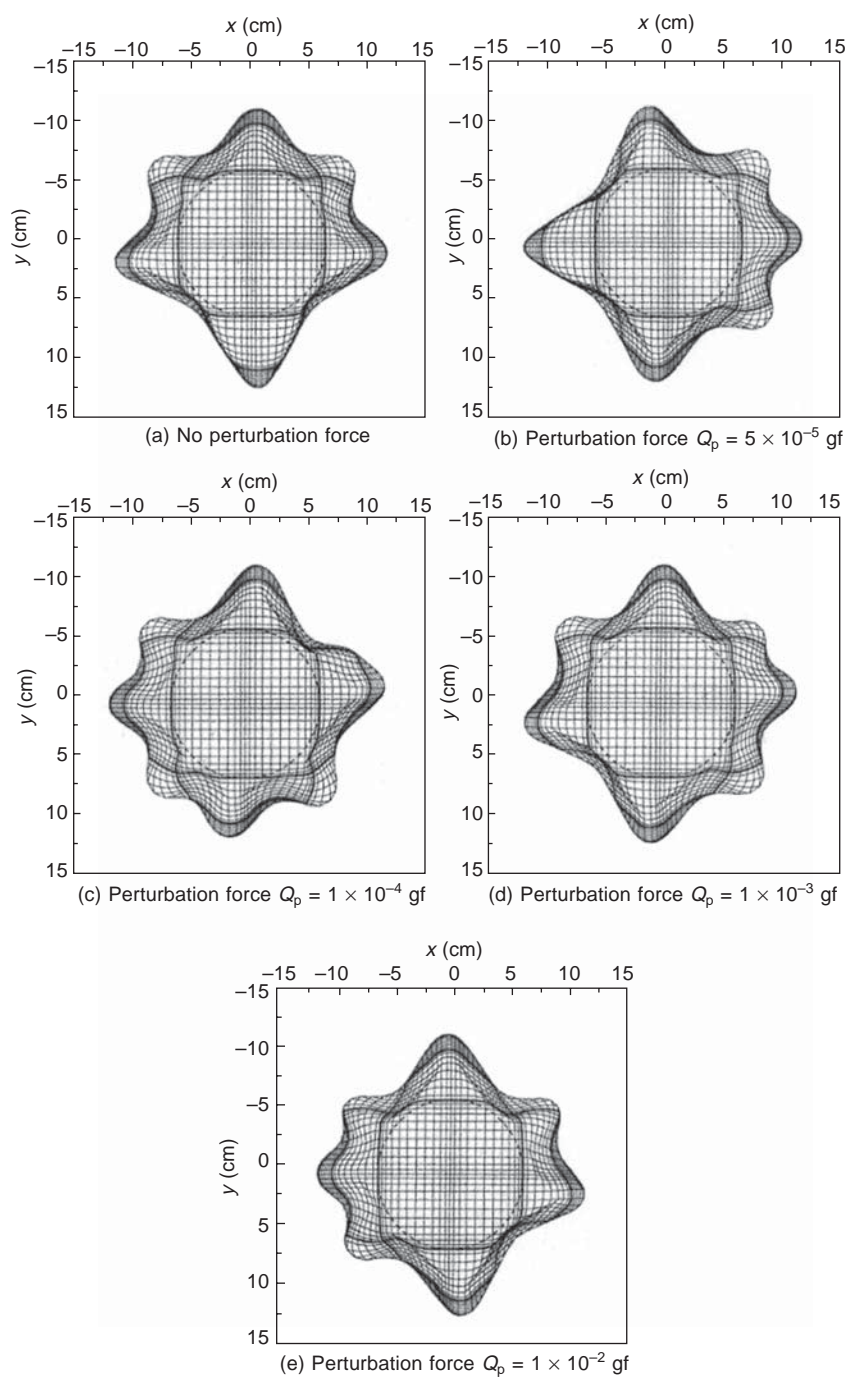 x (cm)
–15 –10 –5 0 5 10 15
–15
–10
–5
0
5
10
15
y (cm)
(a) No perturbation force
x (cm)
–15 –10 –5 0 5 10 15
–15
–10
–5
0
5
10
15
y (cm)
(b) Perturbation force Qp = 5 × 10–5 gf
x (cm)
–15 –10 –5 0 5 10 15
–15
–10
–5
0
5
10
15
y (cm)
(c) Perturbation force Qp = 1 × 10–4 gf
x (cm)
–15 –10 –5 0 5 10 15
–15
–10
–5
0
5
10
15
y (cm)
(d) Perturbation force Qp = 1 × 10–3 gf
x (cm)
–15 –10 –5 0 5 10 15
–15
–10
–5
0
5
10
15
y (cm)
(e) Perturbation force Qp = 1 × 10–2 gf